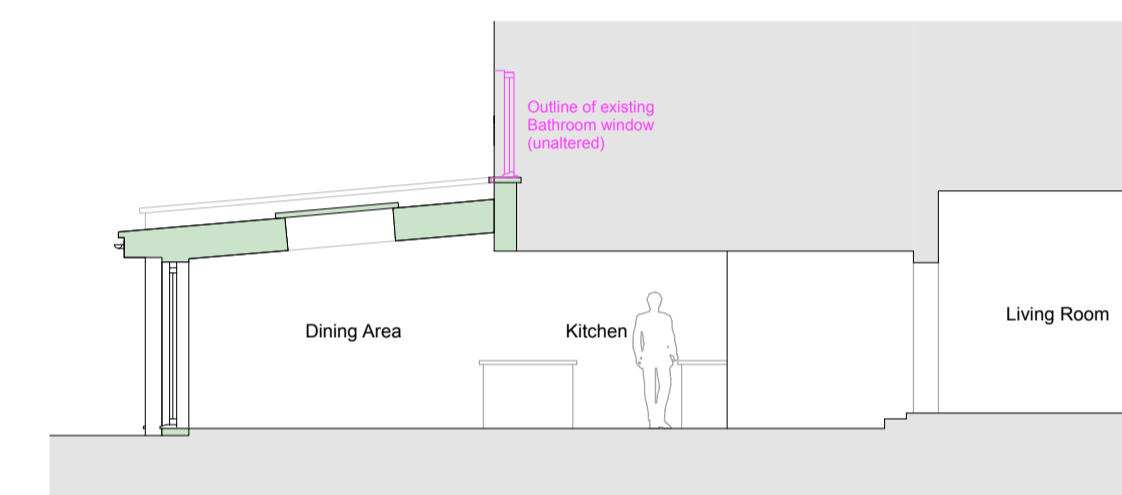 Outline of existing
Bathroom window
(unaltered)
Dining Area
Kitchen
Living Room